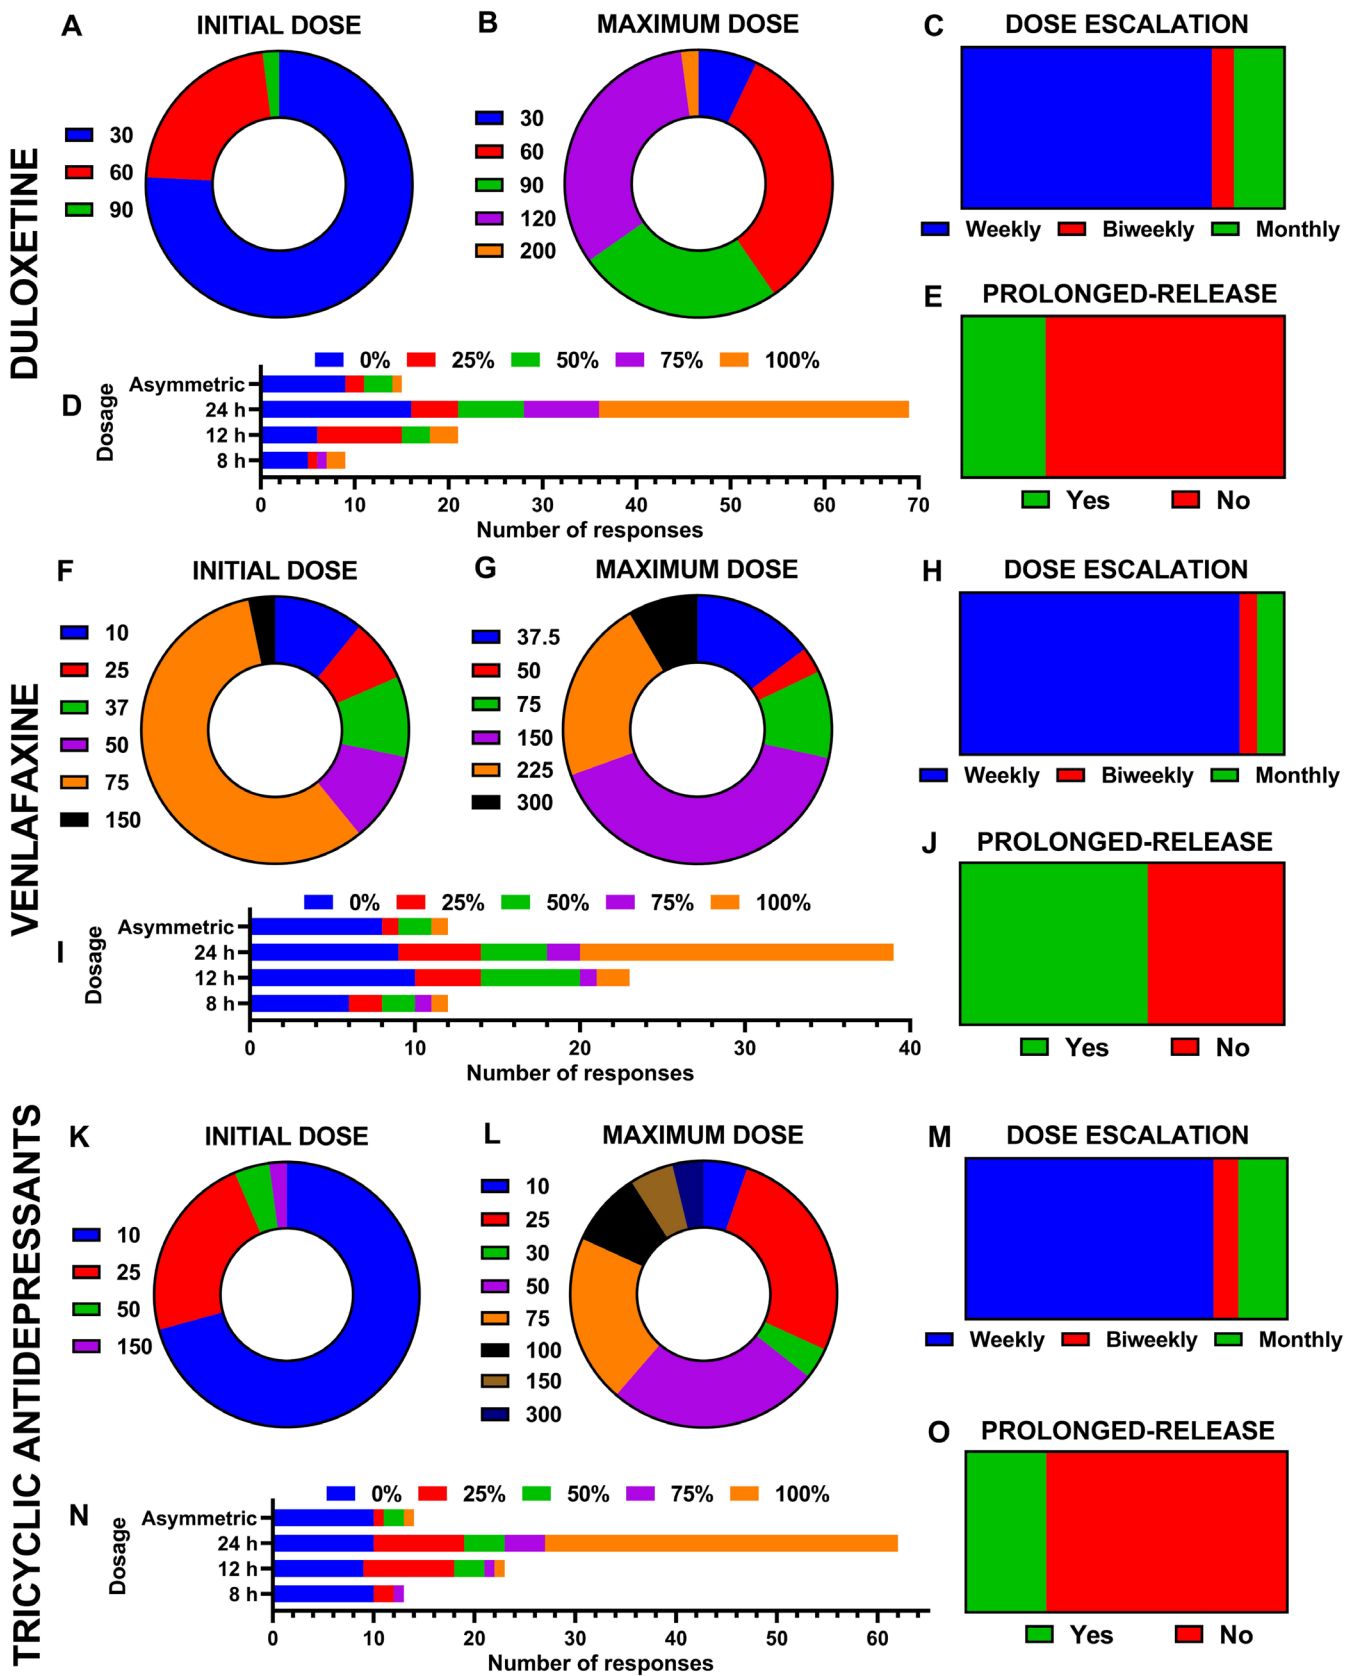 DULOXETINE
A
INITIAL DOSE
30
60
90
B
MAXIMUM DOSE
30
60
90
120
200
C
DOSE ESCALATION
Weekly Biweekly Monthly
D
0% 25% 50% 75% 100%
Dosage
Asymmetric
24 h
12 h
8 h
0 10 20 30 40 50 60 70
Number of responses
E
PROLONGED-RELEASE
Yes No
VENLAFAXINE
F
INITIAL DOSE
10
25
37
50
75
150
G
MAXIMUM DOSE
37.5
50
75
150
225
300
H
DOSE ESCALATION
Weekly Biweekly Monthly
I
0% 25% 50% 75% 100%
Dosage
Asymmetric
24 h
12 h
8 h
0 10 20 30 40
Number of responses
J
PROLONGED-RELEASE
Yes No
TRICYCLIC ANTIDEPRESSANTS
K
INITIAL DOSE
10
25
50
150
L
MAXIMUM DOSE
10
25
30
50
75
100
150
300
M
DOSE ESCALATION
Weekly Biweekly Monthly
N
0% 25% 50% 75% 100%
Dosage
Asymmetric
24 h
12 h
8 h
0 10 20 30 40 50 60
Number of responses
O
PROLONGED-RELEASE
Yes No